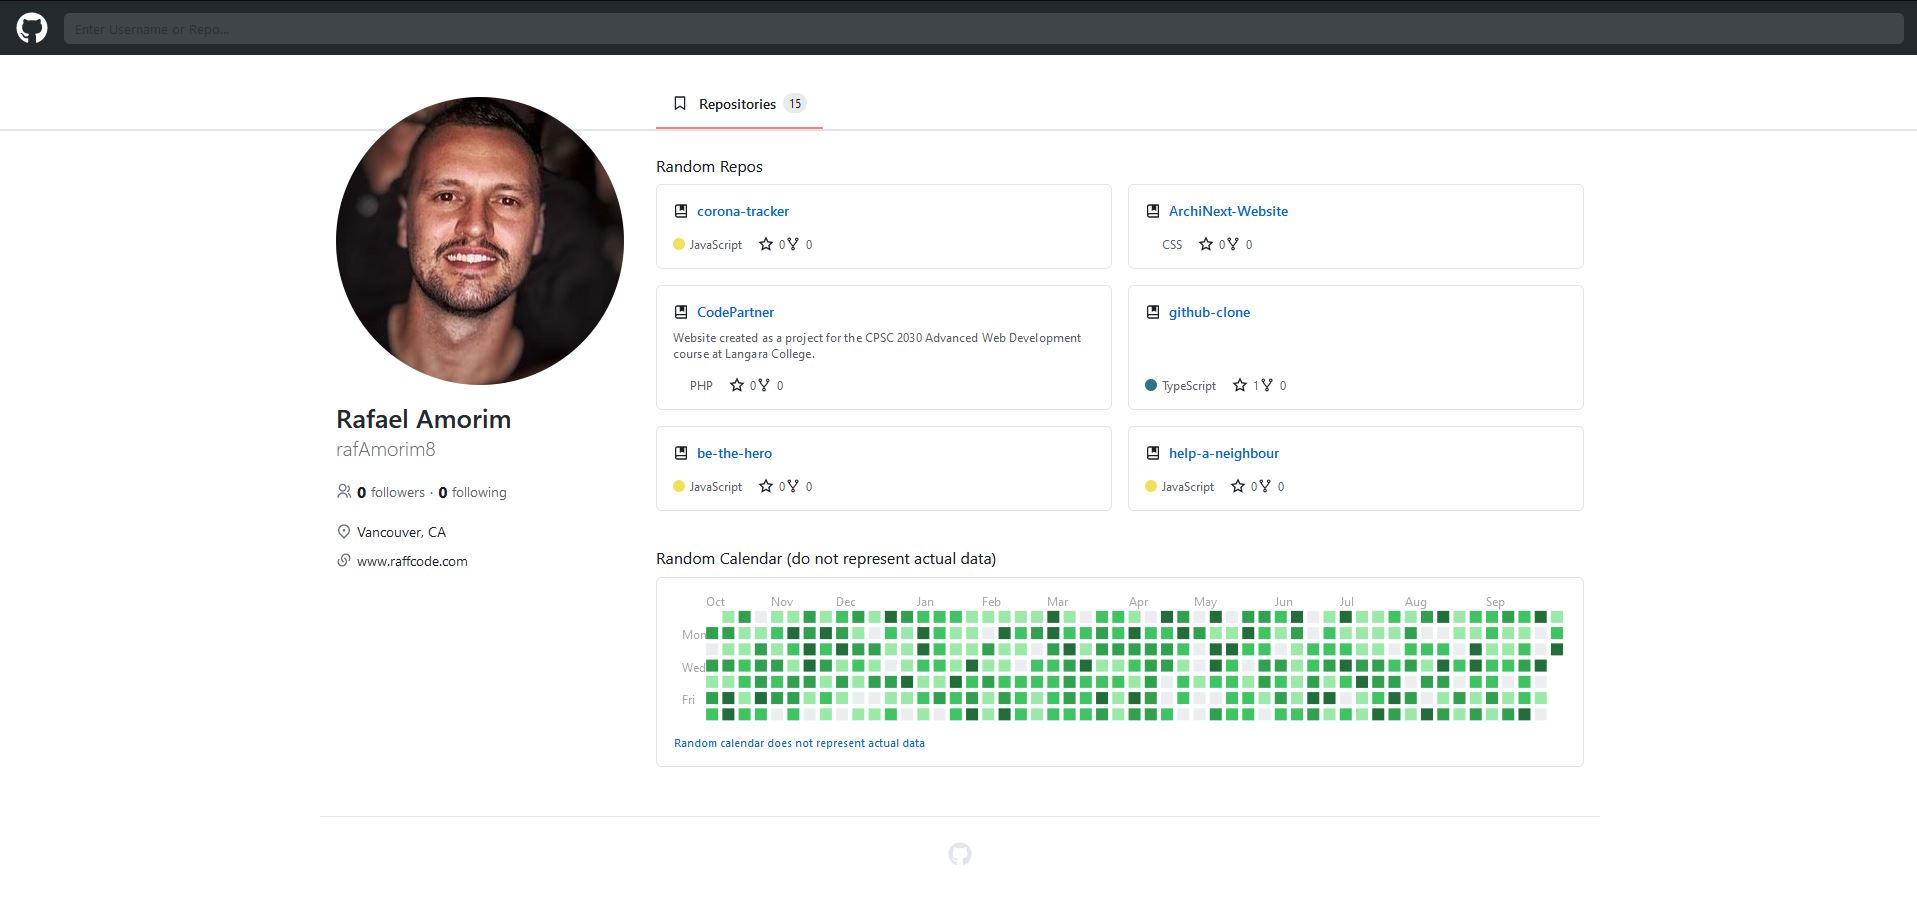 Enter Username or Repo...
Repositories 15
Rafael Amorim
rafAmorim8
0 followers · 0 following
Vancouver, CA
www.raffcode.com
Random Repos
corona-tracker
JavaScript 0 0
ArchiNext-Website
CSS 0 0
CodePartner
Website created as a project for the CPSC 2030 Advanced Web Development
course at Langara College.
PHP 0 0
github-clone
TypeScript 1 0
be-the-hero
JavaScript 0 0
help-a-neighbour
JavaScript 0 0
Random Calendar (do not represent actual data)
Oct Nov Dec Jan Feb Mar Apr May Jun Jul Aug Sep
Mon
Wed
Fri
Random calendar does not represent actual data